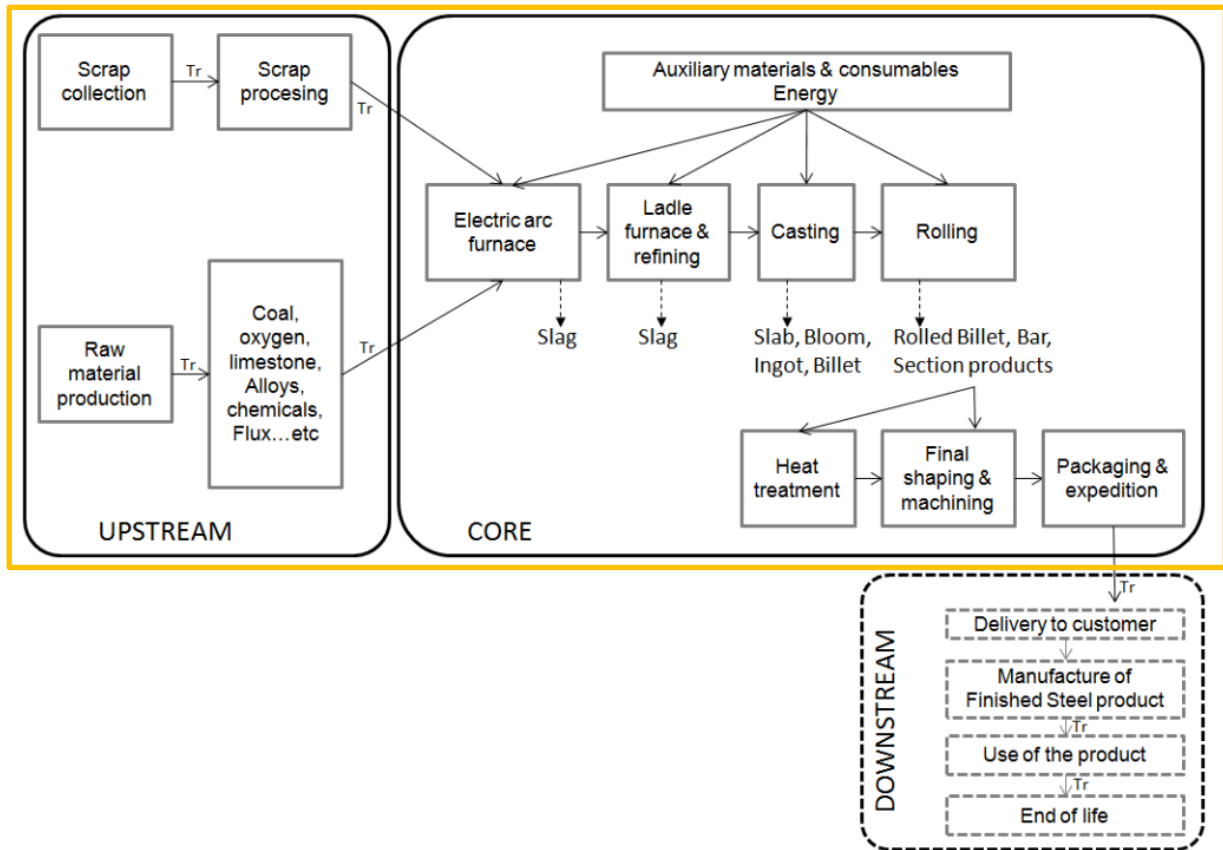 Scrap
collection
Tr
Scrap
procesing
Tr
Raw
material
production
Tr
Coal,
oxygen,
limestone,
Alloys,
chemicals,
Flux...etc
Tr
UPSTREAM
Auxiliary materials & consumables
Energy
Electric arc
furnace
Ladle
furnace &
refining
Casting
Rolling
Slag
Slag
Slab, Bloom,
Ingot, Billet
Rolled Billet, Bar,
Section products
Heat
treatment
Final
shaping &
machining
Packaging &
expedition
CORE
Tr
DOWNSTREAM
Delivery to customer
Manufacture of
Finished Steel product
Tr
Use of the product
Tr
End of life